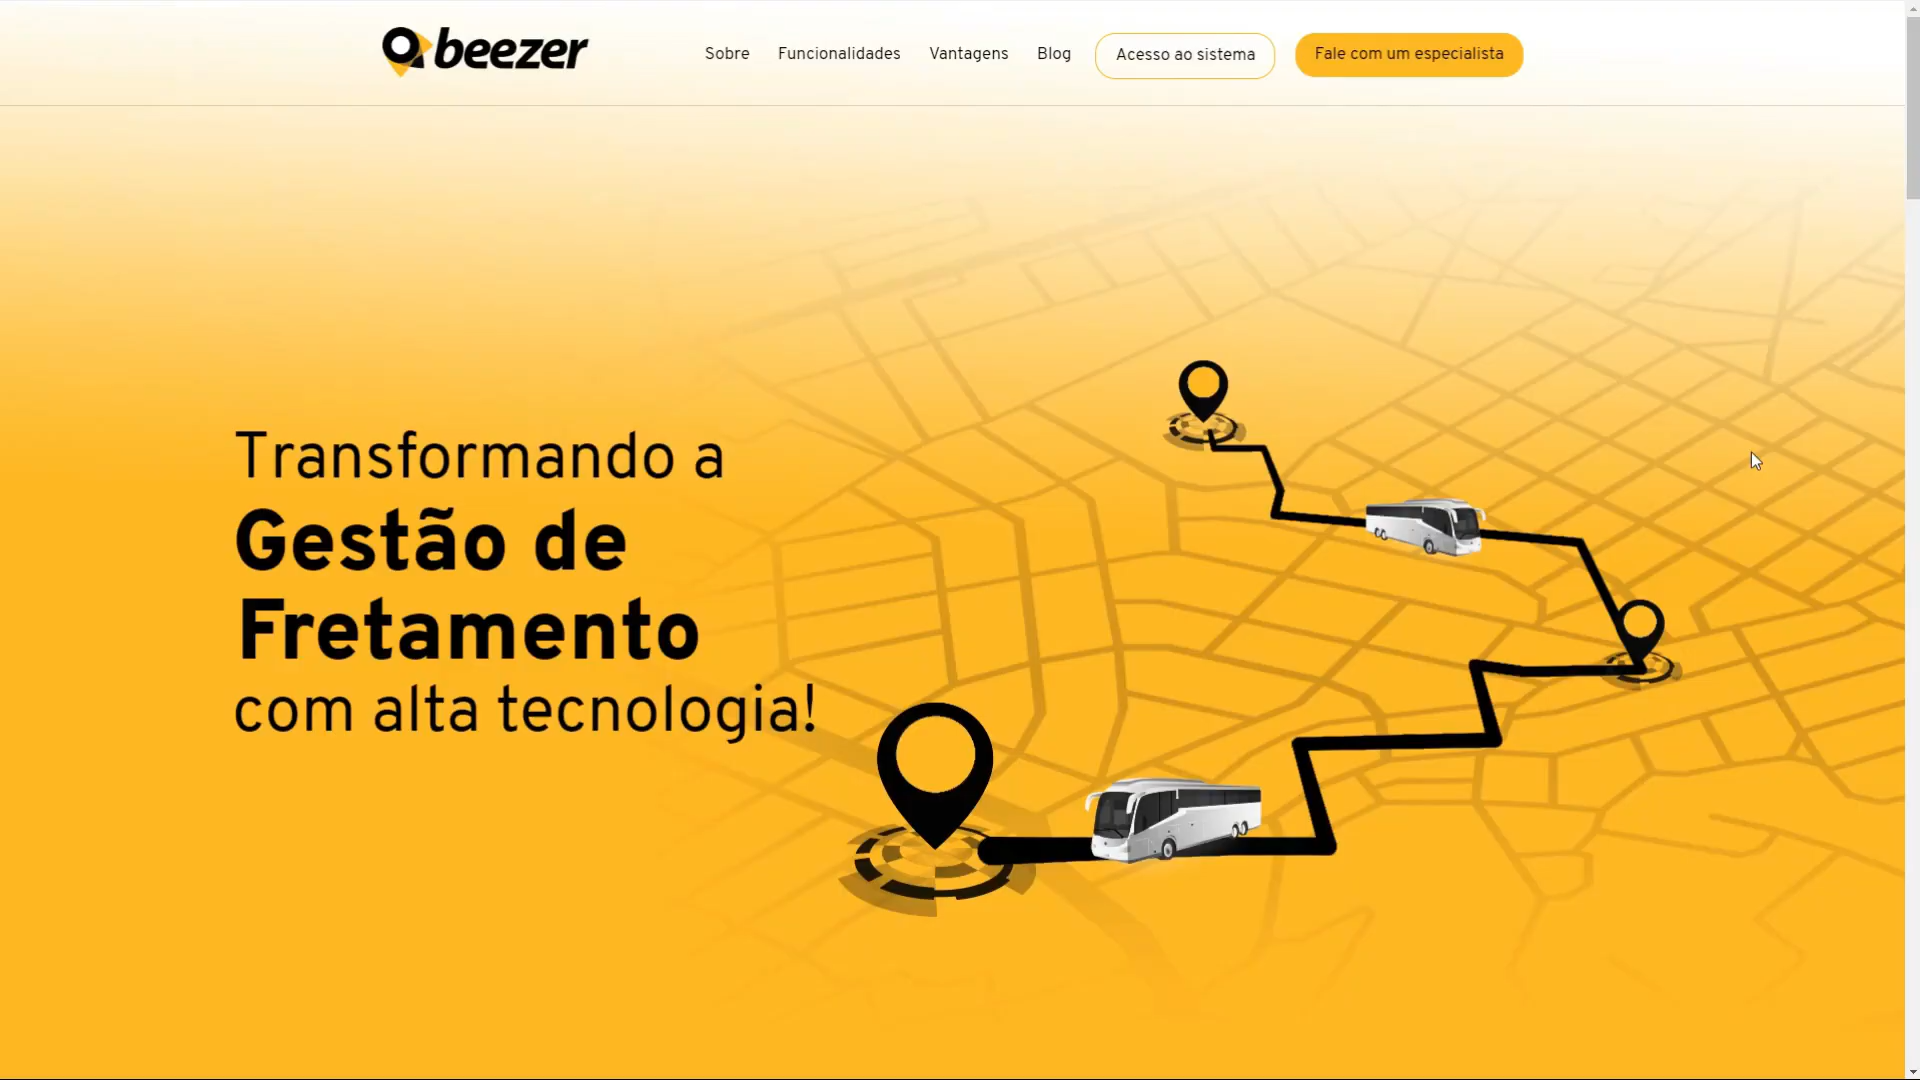 beezer
Sobre
Funcionalidades
Vantagens
Blog
Acesso ao sistema
Fale com um especialista
Transformando a
Gestão de
Fretamento
com alta tecnologia!